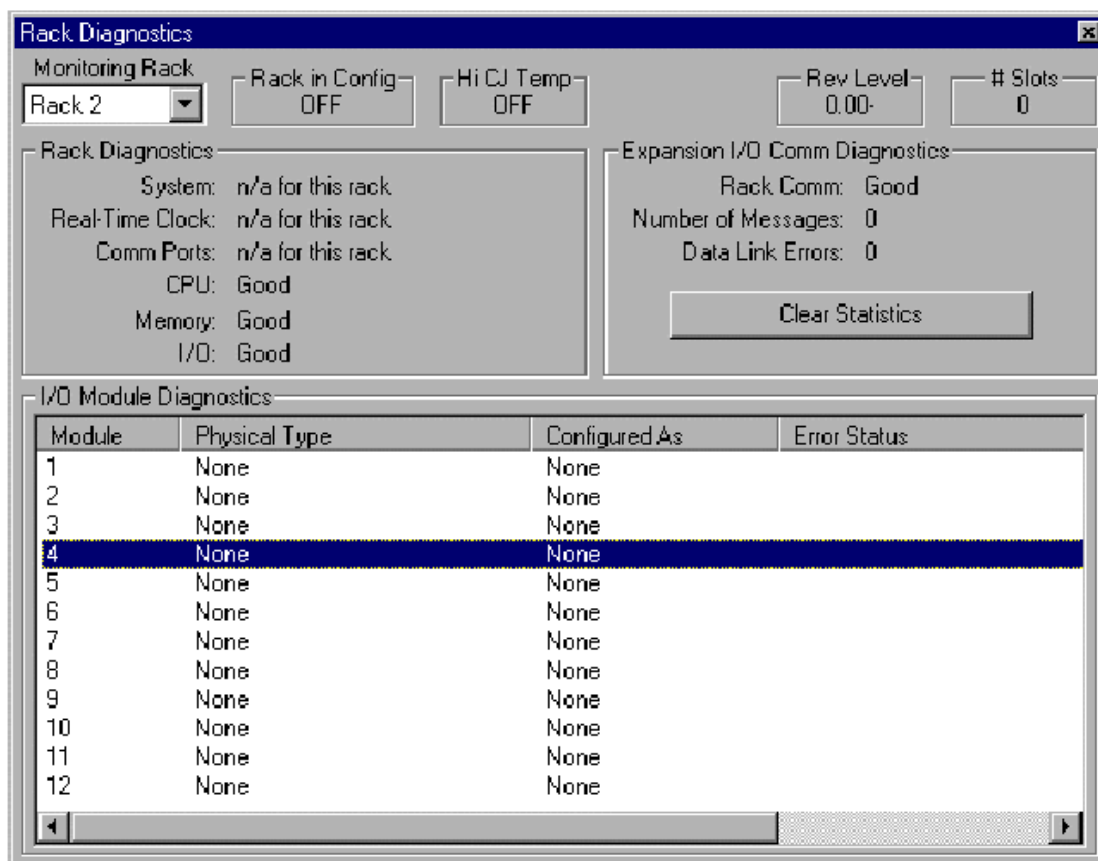 Rack Diagnostics
Monitoring Rack
Rack 2
Rack in Config
OFF
Hi CJ Temp
OFF
Rev Level
0.00-
# Slots
0
Rack Diagnostics
System: n/a for this rack
Real-Time Clock: n/a for this rack
Comm Ports: n/a for this rack
CPU: Good
Memory: Good
I/O: Good
Expansion I/O Comm Diagnostics
Rack Comm: Good
Number of Messages: 0
Data Link Errors: 0
Clear Statistics
I/O Module Diagnostics
Module Physical Type Configured As Error Status
1 None None
2 None None
3 None None
4 None None
5 None None
6 None None
7 None None
8 None None
9 None None
10 None None
11 None None
12 None None